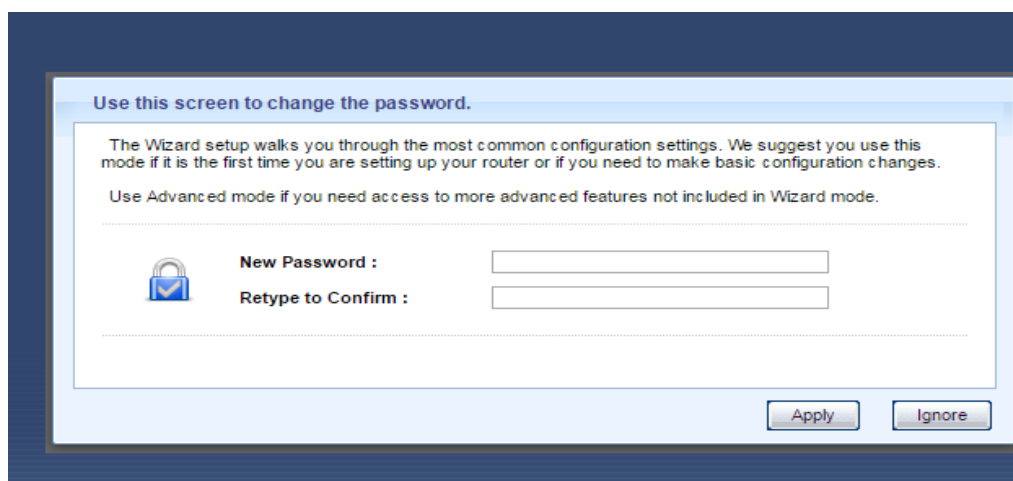 Use this screen to change the password.
The Wizard setup walks you through the most common configuration settings. We suggest you use this
mode if it is the first time you are setting up your router or if you need to make basic configuration changes.
Use Advanced mode if you need access to more advanced features not included in Wizard mode.
New Password :
Retype to Confirm :
Apply Ignore